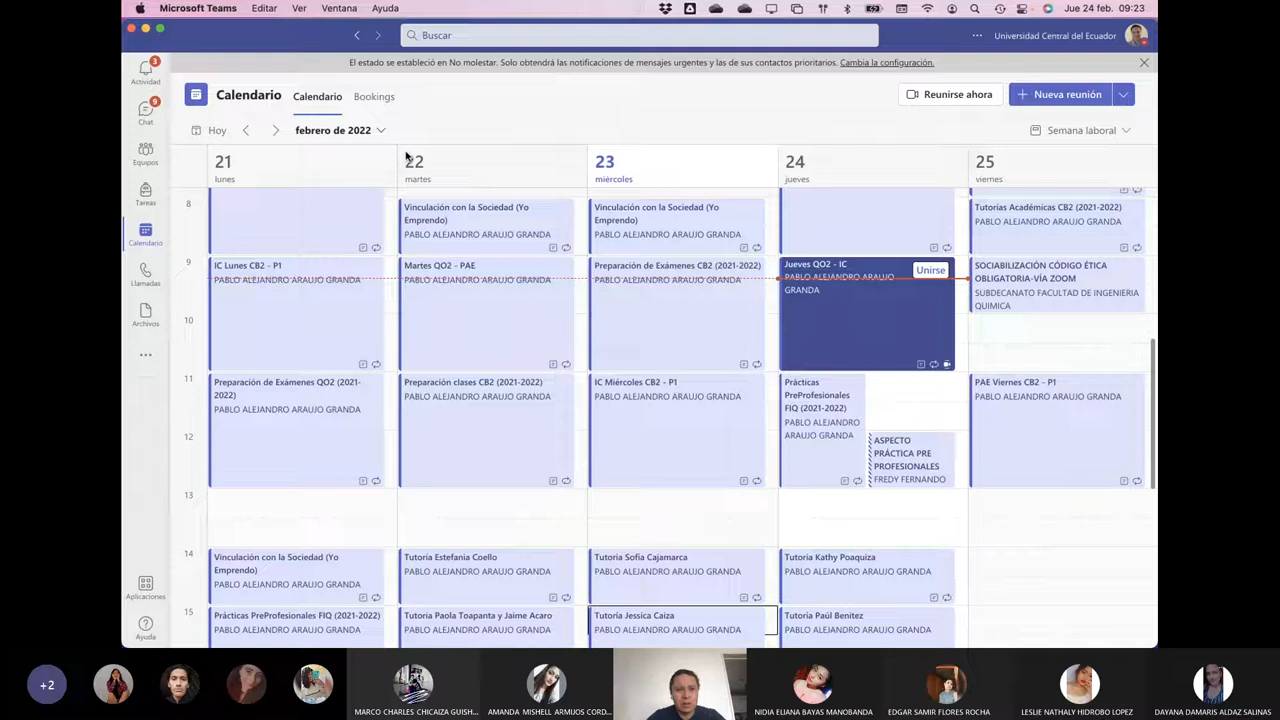 Microsoft Teams Editar Ver Ventana Ayuda
Jue 24 feb. 09:23
Buscar
Universidad Central del Ecuador
El estado se estableció en No molestar. Solo obtendrá las notificaciones de mensajes urgentes y las de sus contactos prioritarios. Cambia la configuración.
3
Actividad
9
Chat
Equipos
Tareas
Calendario
Llamadas
Archivos
Aplicaciones
Ayuda
Calendario Calendario Bookings
Reunirse ahora
Nueva reunión
Hoy
febrero de 2022
Semana laboral
21
lunes
22
martes
23
miércoles
24
jueves
25
viernes
8
9
10
11
12
13
14
15
IC Lunes CB2 - P1
PABLO ALEJANDRO ARAUJO GRANDA
Preparación de Exámenes QO2 (2021-
2022)
PABLO ALEJANDRO ARAUJO GRANDA
Vinculación con la Sociedad (Yo
Emprendo)
PABLO ALEJANDRO ARAUJO GRANDA
Prácticas PreProfesionales FIQ (2021-2022)
PABLO ALEJANDRO ARAUJO GRANDA
Vinculación con la Sociedad (Yo
Emprendo)
PABLO ALEJANDRO ARAUJO GRANDA
Martes QO2 - PAE
PABLO ALEJANDRO ARAUJO GRANDA
Preparación clases CB2 (2021-2022)
PABLO ALEJANDRO ARAUJO GRANDA
Tutoría Estefanía Coello
PABLO ALEJANDRO ARAUJO GRANDA
Tutoría Paola Toapanta y Jaime Acaro
PABLO ALEJANDRO ARAUJO GRANDA
Vinculación con la Sociedad (Yo
Emprendo)
PABLO ALEJANDRO ARAUJO GRANDA
Preparación de Exámenes CB2 (2021-2022)
PABLO ALEJANDRO ARAUJO GRANDA
IC Miércoles CB2 - P1
PABLO ALEJANDRO ARAUJO GRANDA
Tutoría Sofía Cajamarca
PABLO ALEJANDRO ARAUJO GRANDA
Tutoría Jessica Caiza
PABLO ALEJANDRO ARAUJO GRANDA
Jueves QO2 - IC
Unirse
PABLO ALEJANDRO ARAUJO
GRANDA
Prácticas
PreProfesionales
FIQ (2021-2022)
PABLO ALEJANDRO
ARAUJO GRANDA
ASPECTO
PRÁCTICA PRE
PROFESIONALES
FREDY FERNANDO
Tutoría Kathy Poaquiza
PABLO ALEJANDRO ARAUJO GRANDA
Tutoría Paúl Benitez
PABLO ALEJANDRO ARAUJO GRANDA
Tutorías Académicas CB2 (2021-2022)
PABLO ALEJANDRO ARAUJO GRANDA
SOCIABILIZACIÓN CÓDIGO ÉTICA
OBLIGATORIA-VÍA ZOOM
SUBDECANATO FACULTAD DE INGENIERIA
QUIMICA
PAE Viernes CB2 - P1
PABLO ALEJANDRO ARAUJO GRANDA
+2
MARCO CHARLES CHICAIZA GUISH...
AMANDA MISHELL ARMIJOS CORD...
NIDIA ELIANA BAYAS MANOBANDA
EDGAR SAMIR FLORES ROCHA
LESLIE NATHALY HIDROBO LOPEZ
DAYANA DAMARIS ALDAZ SALINAS